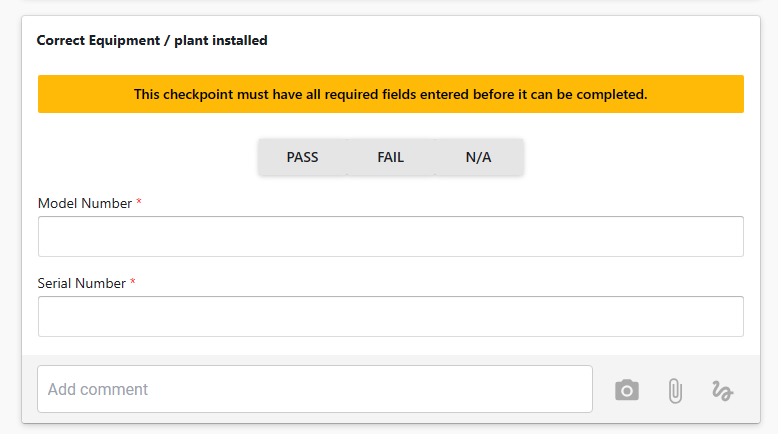 Correct Equipment / plant installed
This checkpoint must have all required fields entered before it can be completed.
PASS FAIL N/A
Model Number *
Serial Number *
Add comment